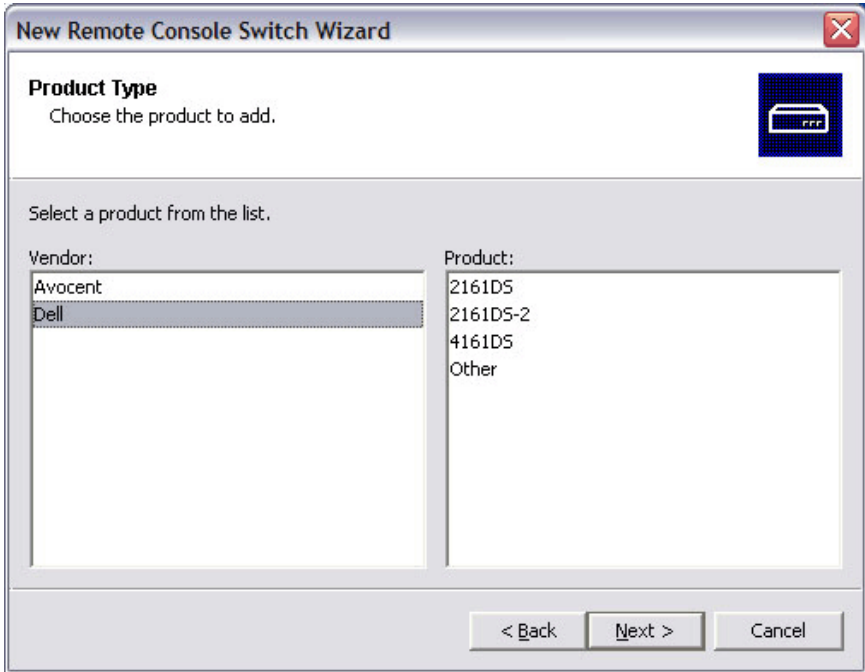 New Remote Console Switch Wizard
Product Type
Choose the product to add.
Select a product from the list.
Vendor:
Avocent
Dell
Product:
2161DS
2161DS-2
4161DS
Other
< Back
Next >
Cancel